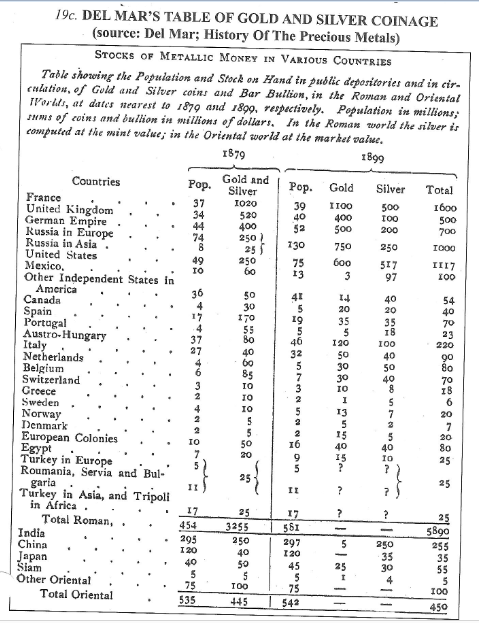 19c. DEL MAR'S TABLE OF GOLD AND SILVER COINAGE
(source: Del Mar; History Of The Precious Metals)
STOCKS OF METALLIC MONEY IN VARIOUS COUNTRIES
Table showing the Population and Stock on Hand in public depositories and in cir-
culation, of Gold and Silver coins and Bar Bullion, in the Roman and Oriental
Worlds, at dates nearest to 1879 and 1899, respectively. Population in millions;
sums of coins and bullion in millions of dollars. In the Roman world the silver is
computed at the mint value; in the Oriental world at the market value.
1879 1899
Countries Pop. Gold and Silver Pop. Gold Silver Total
France 37 1020 39 1100 500 1600
United Kingdom 34 520 40 400 100 500
German Empire 44 400 52 500 200 700
Russia in Europe 74 250
Russia in Asia 8 25 130 750 250 1000
United States 49 250 75 600 517 1117
Mexico 10 60 13 3 97 100
Other Independent States in
America 36 50 41 14 40 54
Canada 4 30 5 20 20 40
Spain 17 170 19 35 35 70
Portugal 4 55 5 5 18 23
Austro-Hungary 37 80 46 120 100 220
Italy 27 40 32 50 40 90
Netherlands 4 60 5 30 50 80
Belgium 6 85 7 30 40 70
Switzerland 3 10 3 10 8 18
Greece 2 10 2 1 5 6
Sweden 4 10 5 13 7 20
Norway 2 5 2 5 2 7
Denmark 2 5 2 15 5 20
European Colonies 10 50 16 40 40 80
Egypt 7 20 9 15 10 25
Turkey in Europe 5 5 ? ?
Roumania, Servia and Bul- 25 25
garia 11 11 ? ?
Turkey in Asia, and Tripoli
in Africa 17 25 17 ? ? 25
Total Roman, 454 3255 581 — — 5890
India 295 250 297 5 250 255
China 120 40 120 — 35 35
Japan 40 50 45 25 30 55
Siam 5 5 5 1 4 5
Other Oriental 75 100 75 — — 100
Total Oriental 535 445 542 — — 450